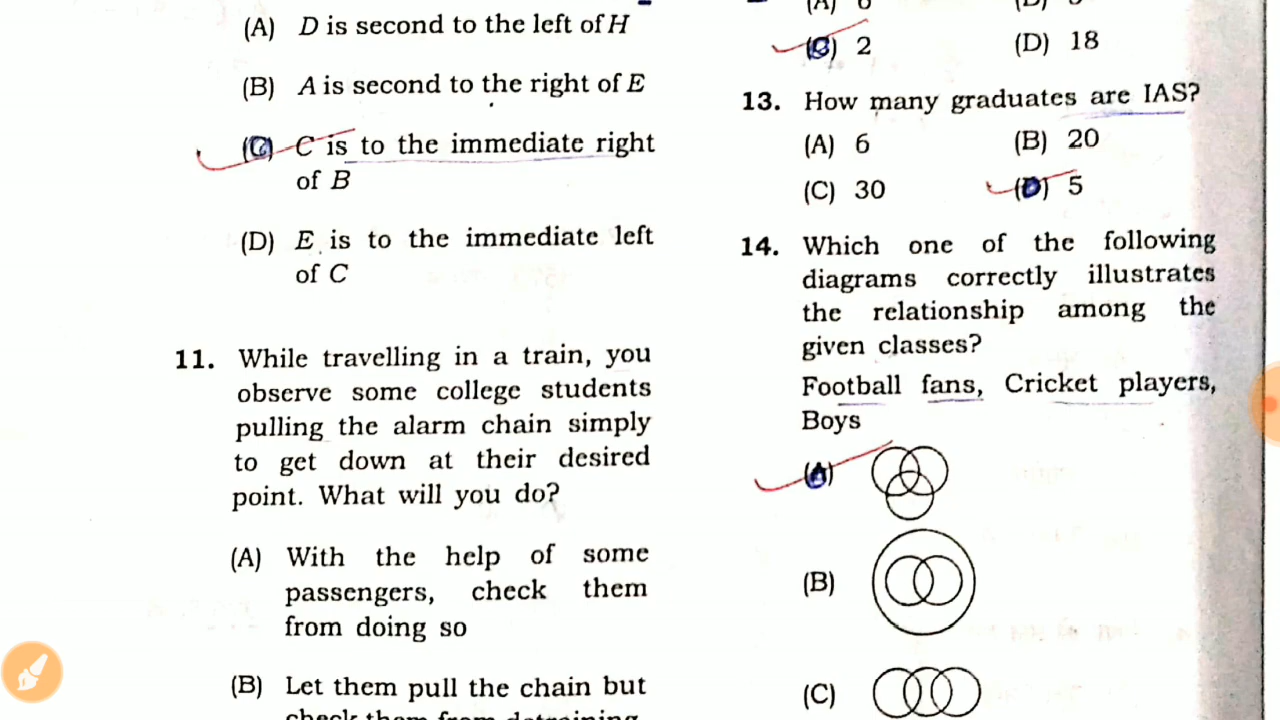 (A) D is second to the left of H
(B) A is second to the right of E
(C) C is to the immediate right
of B
(D) E is to the immediate left
of C
11. While travelling in a train, you
observe some college students
pulling the alarm chain simply
to get down at their desired
point. What will you do?
(A) With the help of some
passengers, check them
from doing so
(B) Let them pull the chain but
check them from detraining
(C) 2 (D) 18
13. How many graduates are IAS?
(A) 6 (B) 20
(C) 30 (D) 5
14. Which one of the following
diagrams correctly illustrates
the relationship among the
given classes?
Football fans, Cricket players,
Boys
(A)
(B)
(C)